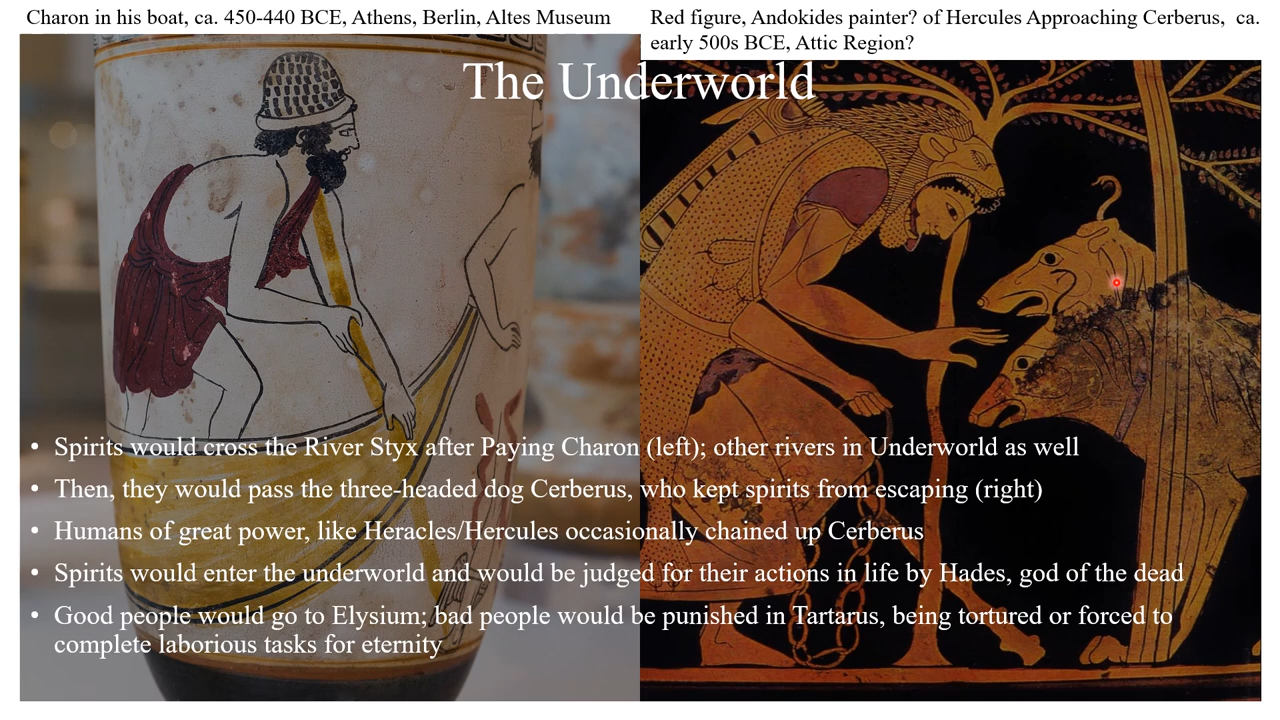 Charon in his boat, ca. 450-440 BCE, Athens, Berlin, Altes Museum
Red figure, Andokides painter? of Hercules Approaching Cerberus, ca.
early 500s BCE, Attic Region?
The Underworld
• Spirits would cross the River Styx after Paying Charon (left); other rivers in Underworld as well
• Then, they would pass the three-headed dog Cerberus, who kept spirits from escaping (right)
• Humans of great power, like Heracles/Hercules occasionally chained up Cerberus
• Spirits would enter the underworld and would be judged for their actions in life by Hades, god of the dead
• Good people would go to Elysium; bad people would be punished in Tartarus, being tortured or forced to
complete laborious tasks for eternity